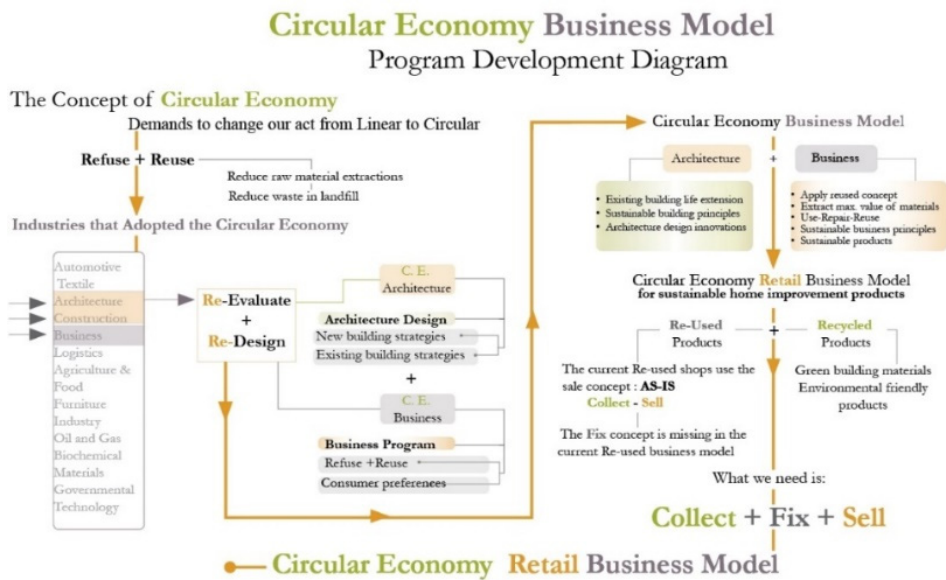 Circular Economy Business Model
Program Development Diagram
The Concept of Circular Economy
Demands to change our act from Linear to Circular
Refuse + Reuse
Reduce raw material extractions
Reduce waste in landfill
Industries that Adopted the Circular Economy
Automotive
Textile
Architecture
Construction
Business
Logistics
Agriculture &
Food
Furniture
Industry
Oil and Gas
Biochemical
Materials
Governmental
Technology
Re-Evaluate
+
Re-Design
C. E.
Architecture
Architecture Design
New building strategies
Existing building strategies
+
C. E.
Business
Business Program
Refuse +Reuse
Consumer preferences
Circular Economy Business Model
Architecture + Business
• Existing building life extension
• Sustainable building principles
• Architecture design innovations
• Apply reused concept
• Extract max. value of materials
• Use-Repair-Reuse
• Sustainable business principles
• Sustainable products
Circular Economy Retail Business Model
for sustainable home improvement products
Re-Used
Products
+
Recycled
Products
The current Re-used shops use the
sale concept : AS-IS
Collect - Sell
The Fix concept is missing in the
current Re-used business model
Green building materials
Environmental friendly
products
What we need is:
Collect + Fix + Sell
Circular Economy Retail Business Model